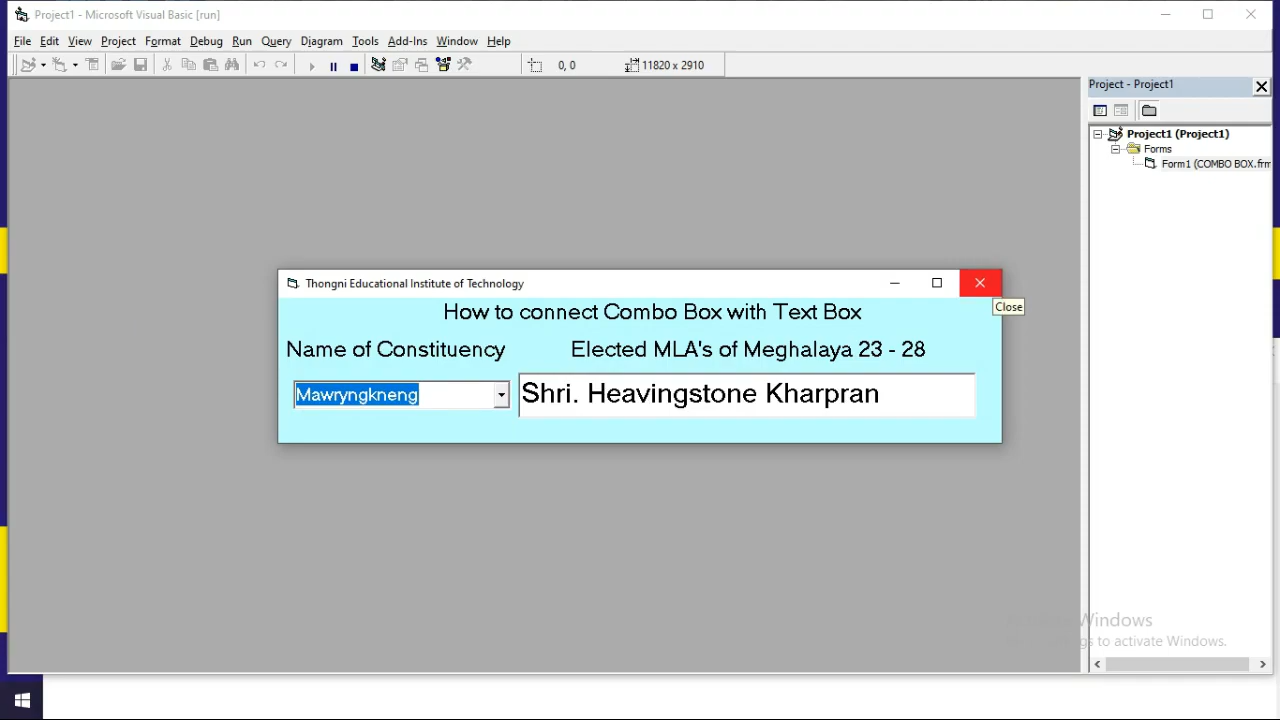 Project1 - Microsoft Visual Basic [run]
File Edit View Project Format Debug Run Query Diagram Tools Add-Ins Window Help
0, 0 11820 x 2910
Project - Project1
Project1 (Project1)
Forms
Form1 (COMBO BOX.frm
Thongni Educational Institute of Technology
Close
How to connect Combo Box with Text Box
Name of Constituency Elected MLA's of Meghalaya 23 - 28
Mawryngkneng Shri. Heavingstone Kharpran
Windows
to activate Windows.